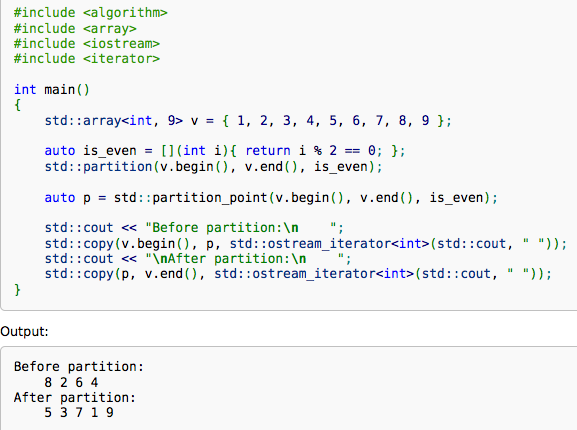 #include <algorithm>
#include <array>
#include <iostream>
#include <iterator>

int main()
{
    std::array<int, 9> v = { 1, 2, 3, 4, 5, 6, 7, 8, 9 };

    auto is_even = [](int i){ return i % 2 == 0; };
    std::partition(v.begin(), v.end(), is_even);

    auto p = std::partition_point(v.begin(), v.end(), is_even);

    std::cout << "Before partition:\n    ";
    std::copy(v.begin(), p, std::ostream_iterator<int>(std::cout, " "));
    std::cout << "\nAfter partition:\n    ";
    std::copy(p, v.end(), std::ostream_iterator<int>(std::cout, " "));
}
Output:
Before partition:
    8 2 6 4
After partition:
    5 3 7 1 9